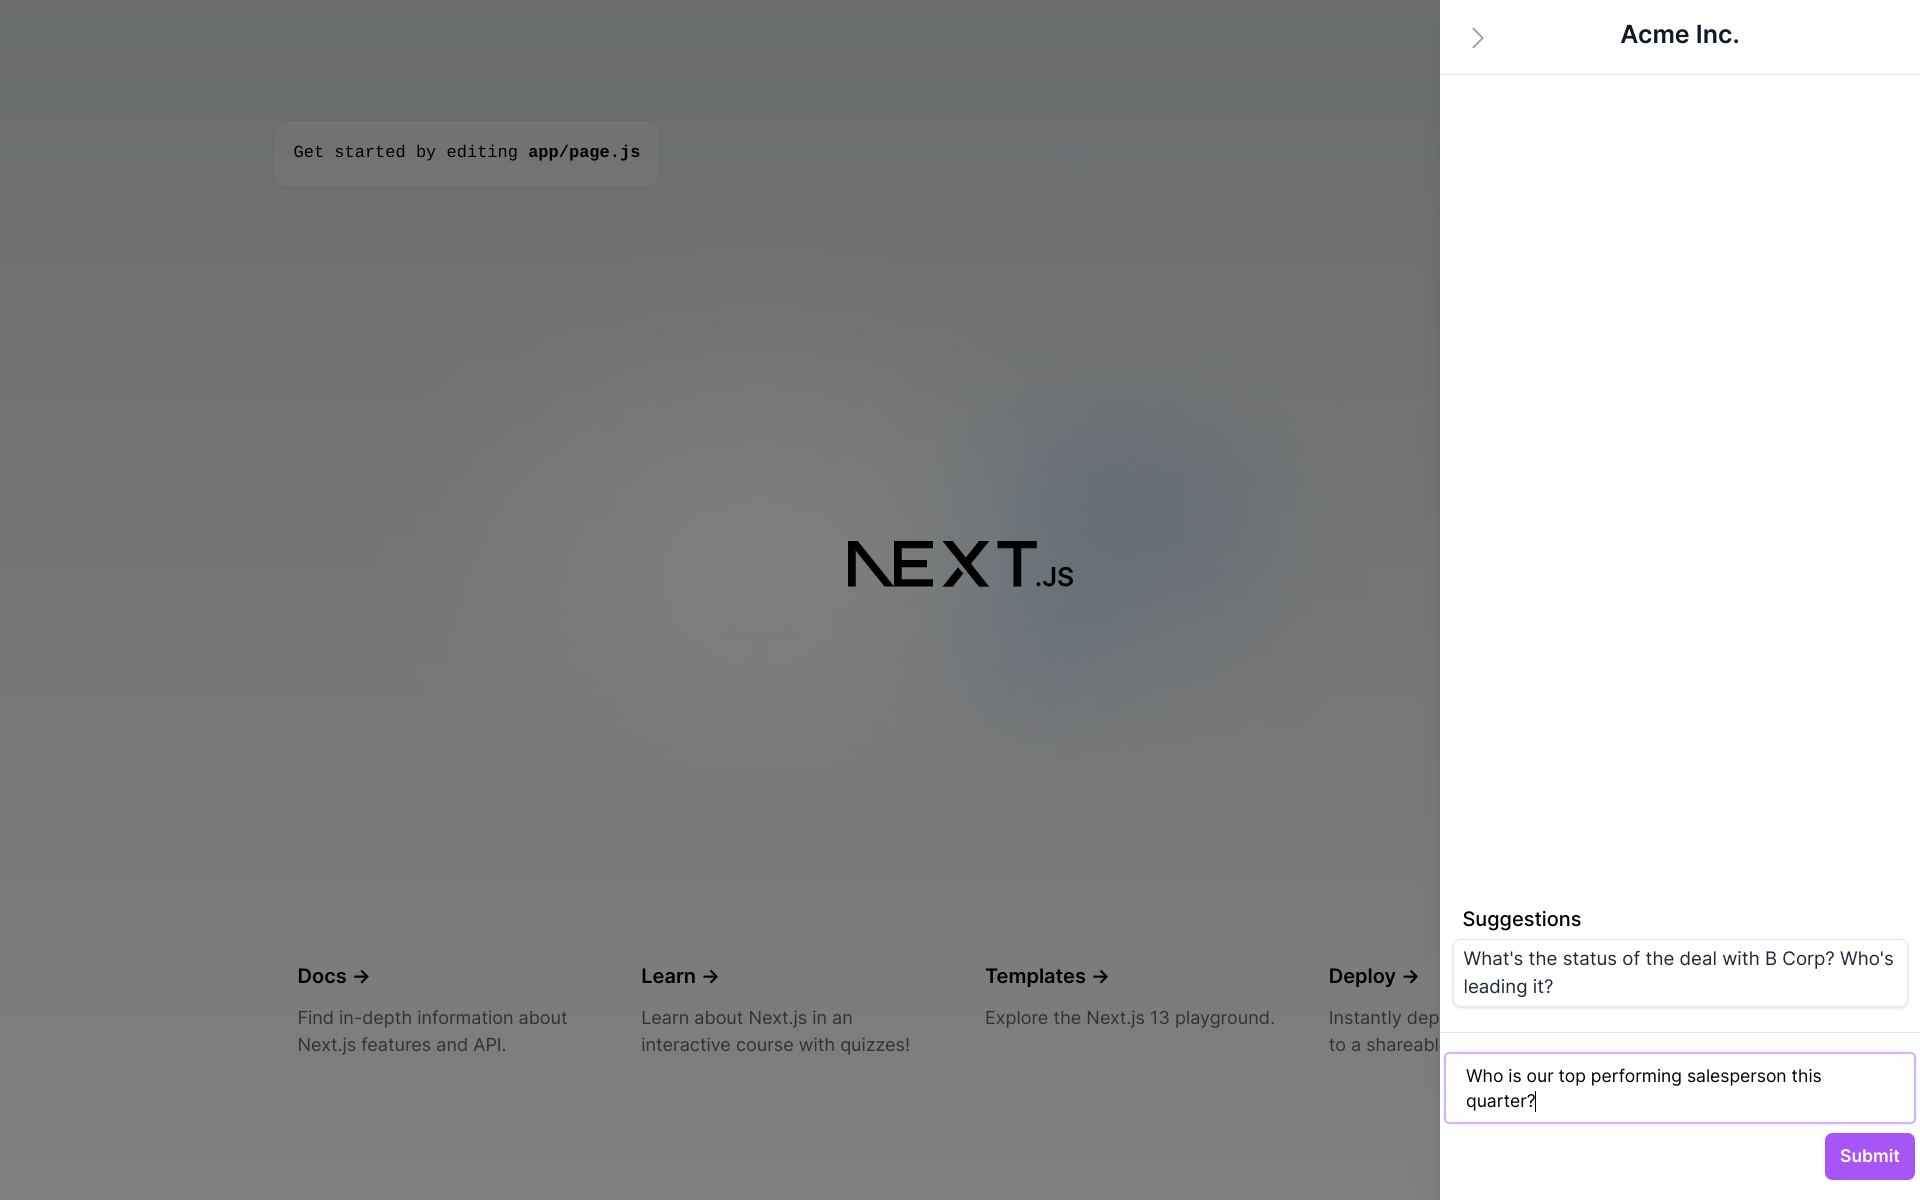 Get started by editing app/page.js
NEXT.JS
Docs →
Find in-depth information about
Next.js features and API.
Learn →
Learn about Next.js in an
interactive course with quizzes!
Templates →
Explore the Next.js 13 playground.
Deploy →
Instantly dep
to a shareabl
Acme Inc.
Suggestions
What's the status of the deal with B Corp? Who's
leading it?
Who is our top performing salesperson this
quarter?
Submit